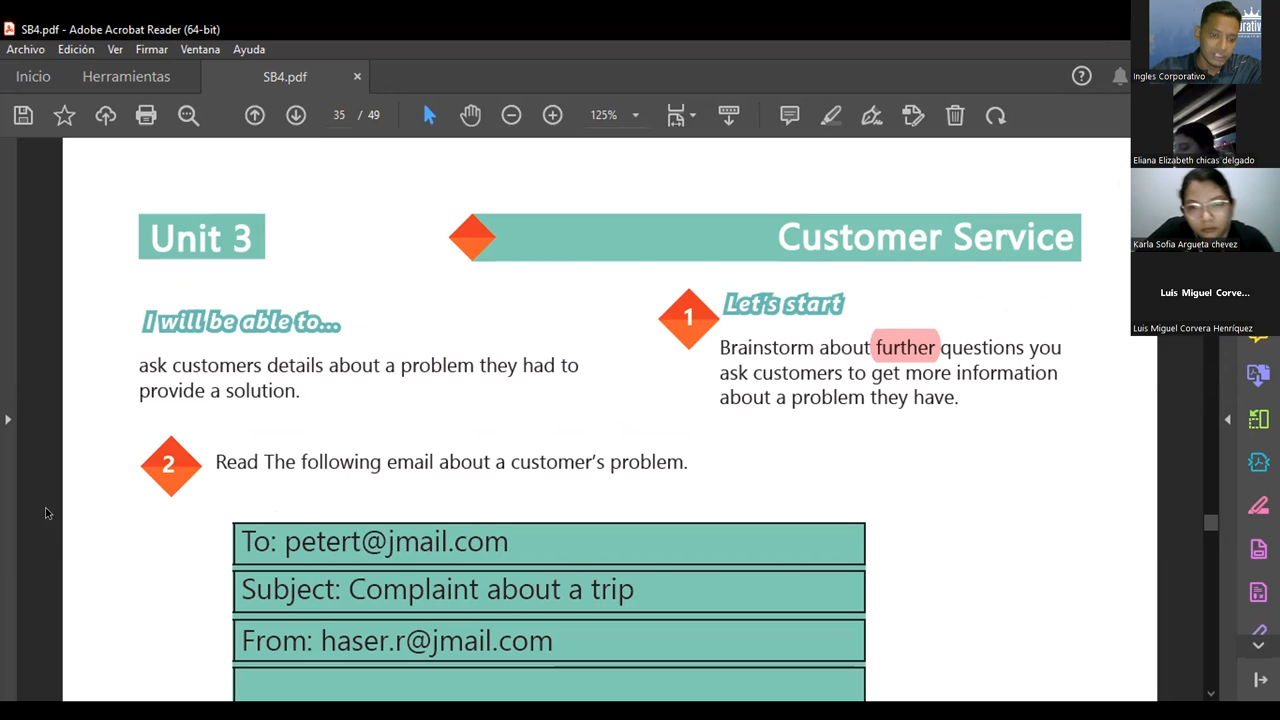 SB4.pdf - Adobe Acrobat Reader (64-bit)
Archivo Edición Ver Firmar Ventana Ayuda
Inicio Herramientas SB4.pdf
35 / 49 125%
Unit 3
Customer Service
I will be able to...
ask customers details about a problem they had to
provide a solution.
1
Let's start
Brainstorm about further questions you
ask customers to get more information
about a problem they have.
2
Read The following email about a customer's problem.
To: petert@jmail.com
Subject: Complaint about a trip
From: haser.r@jmail.com
Ingles Corporativo
Eliana Elizabeth chicas delgado
Karla Sofia Argueta chevez
Luis Miguel Corve...
Luis Miguel Corvera Henríquez